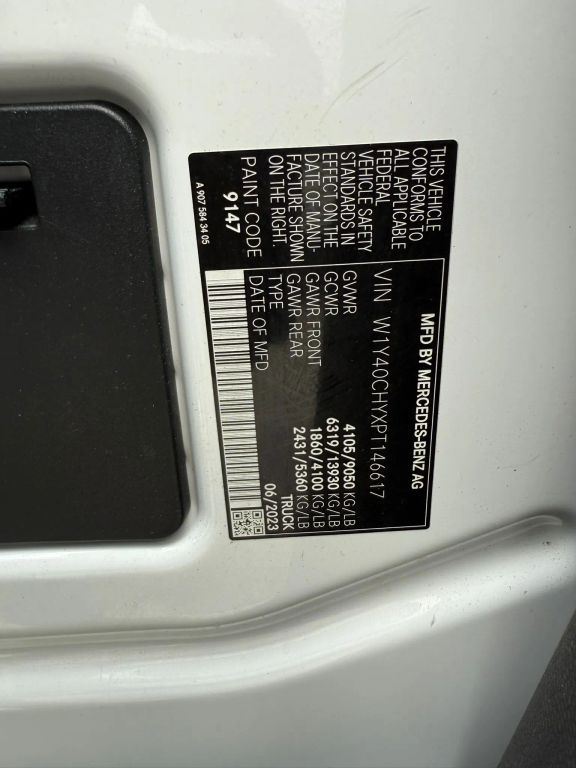 MFD BY MERCEDES-BENZ AG
VIN W1Y40CHYXPT146617
GVWR 4105/9050 KG/LB
GCWR 6319/13930 KG/LB
GAWR FRONT 1860/4100 KG/LB
GAWR REAR 2431/5360 KG/LB
TYPE TRUCK
DATE OF MFD 06/2023
THIS VEHICLE
CONFORMS TO
ALL APPLICABLE
FEDERAL
VEHICLE SAFETY
STANDARDS IN
EFFECT ON THE
DATE OF MANU-
FACTURE SHOWN
ON THE RIGHT.
PAINT CODE
9147
A 907 584 34 05